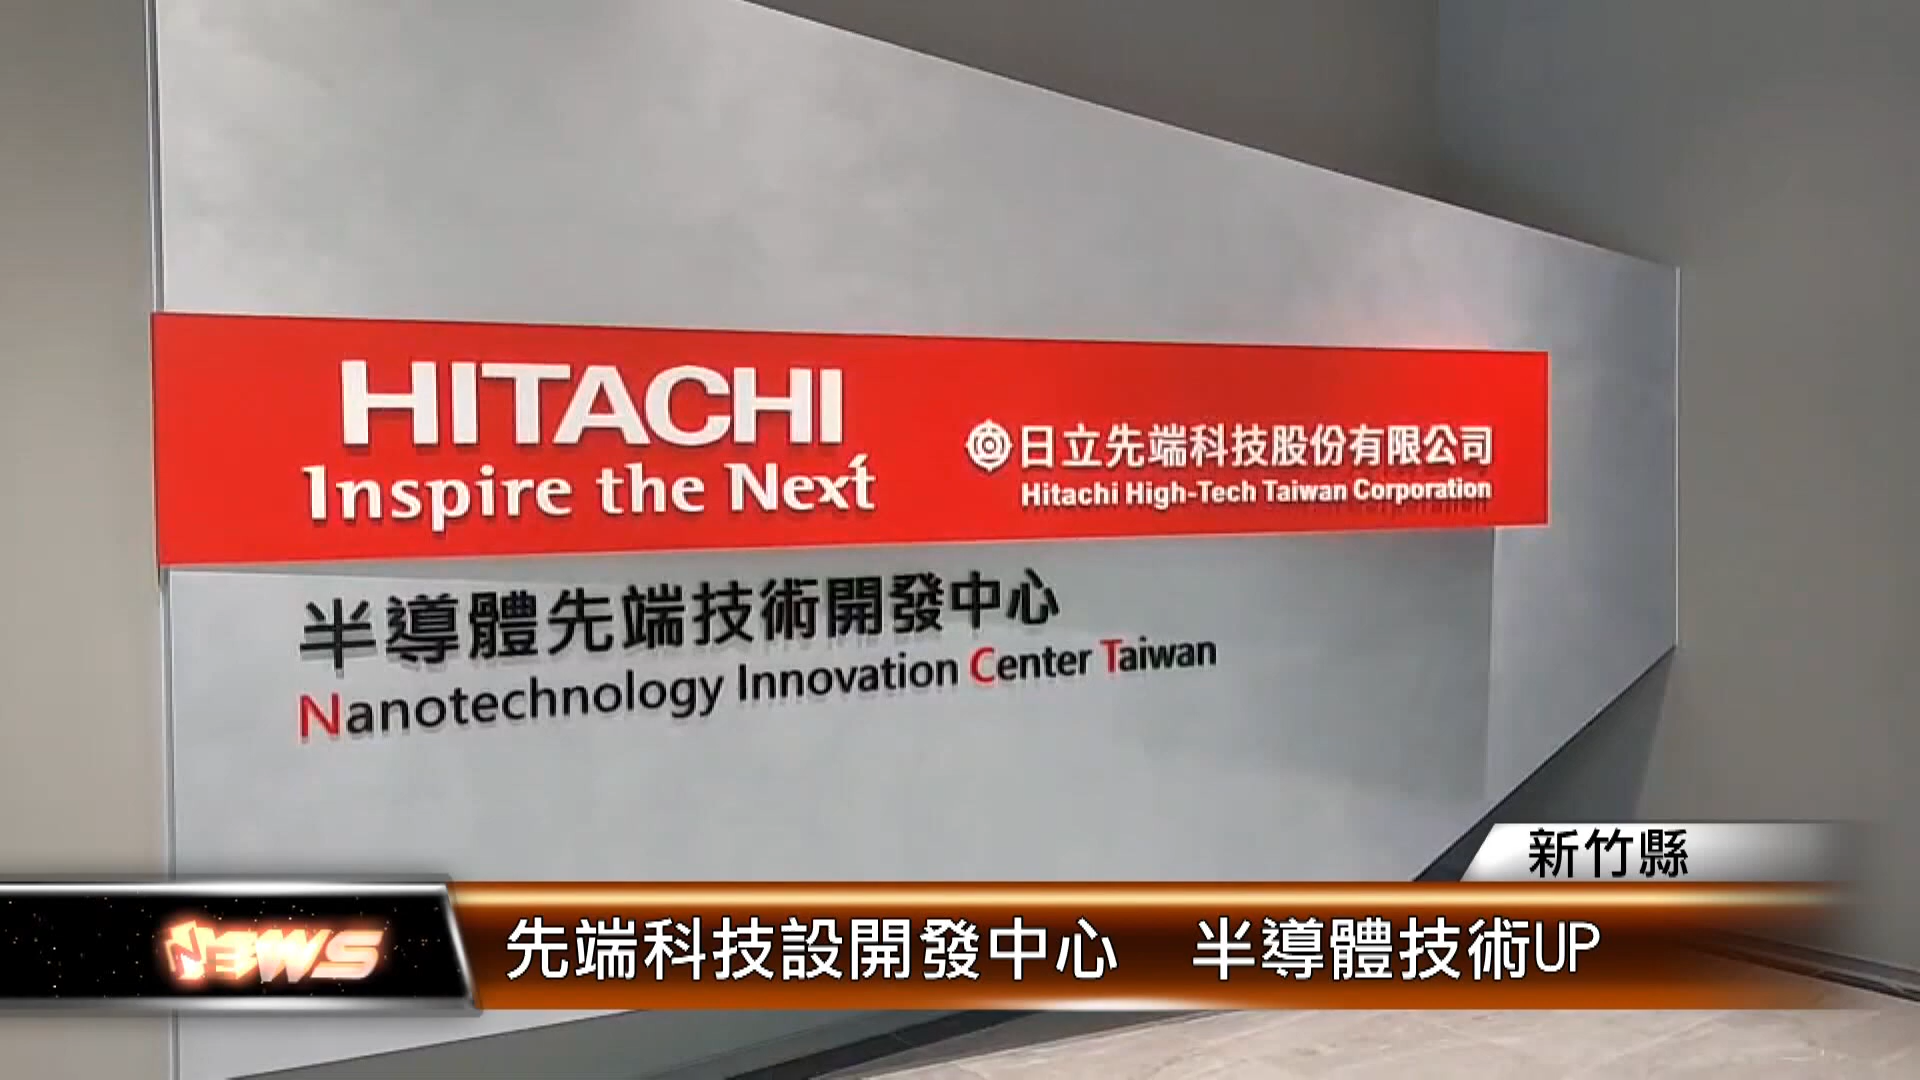 HITACHI
Inspire the Next
日立先端科技股份有限公司
Hitachi High-Tech Taiwan Corporation
半導體先端技術開發中心
Nanotechnology Innovation Center Taiwan
新竹縣
NEWS
先端科技設開發中心 半導體技術UP